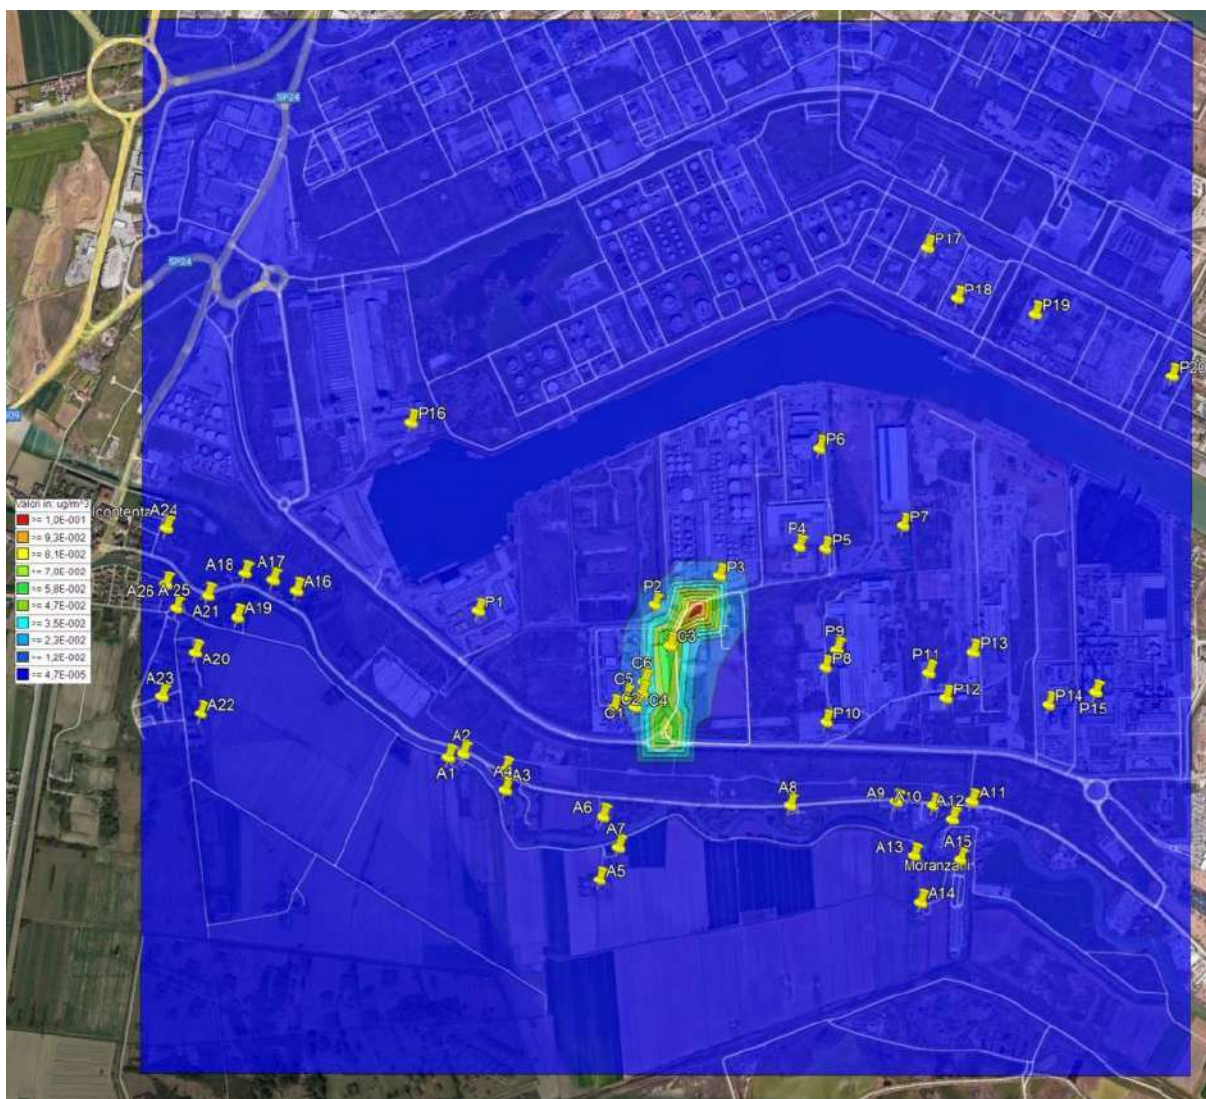 SP24
P17
SP24
P18
P19
P20
P16
P6
Valori in: ug/m^3
>= 1,0E-001
>= 9,3E-002
>= 8,1E-002
>= 7,0E-002
>= 5,8E-002
>= 4,7E-002
>= 3,5E-002
>= 2,3E-002
>= 1,2E-002
>= 4,7E-005
A24
P7
P4
P5
A18
A17
A16
P3
A26
A25
A21
A19
P2
P1
A20
C3
P9
P8
P13
P11
A23
A22
C6
C5
C2
C4
C1
P12
P10
P14
P15
A2
A1
A4
A3
A8
A9
A10
A11
A12
A6
A7
A13
A15
A5
A14